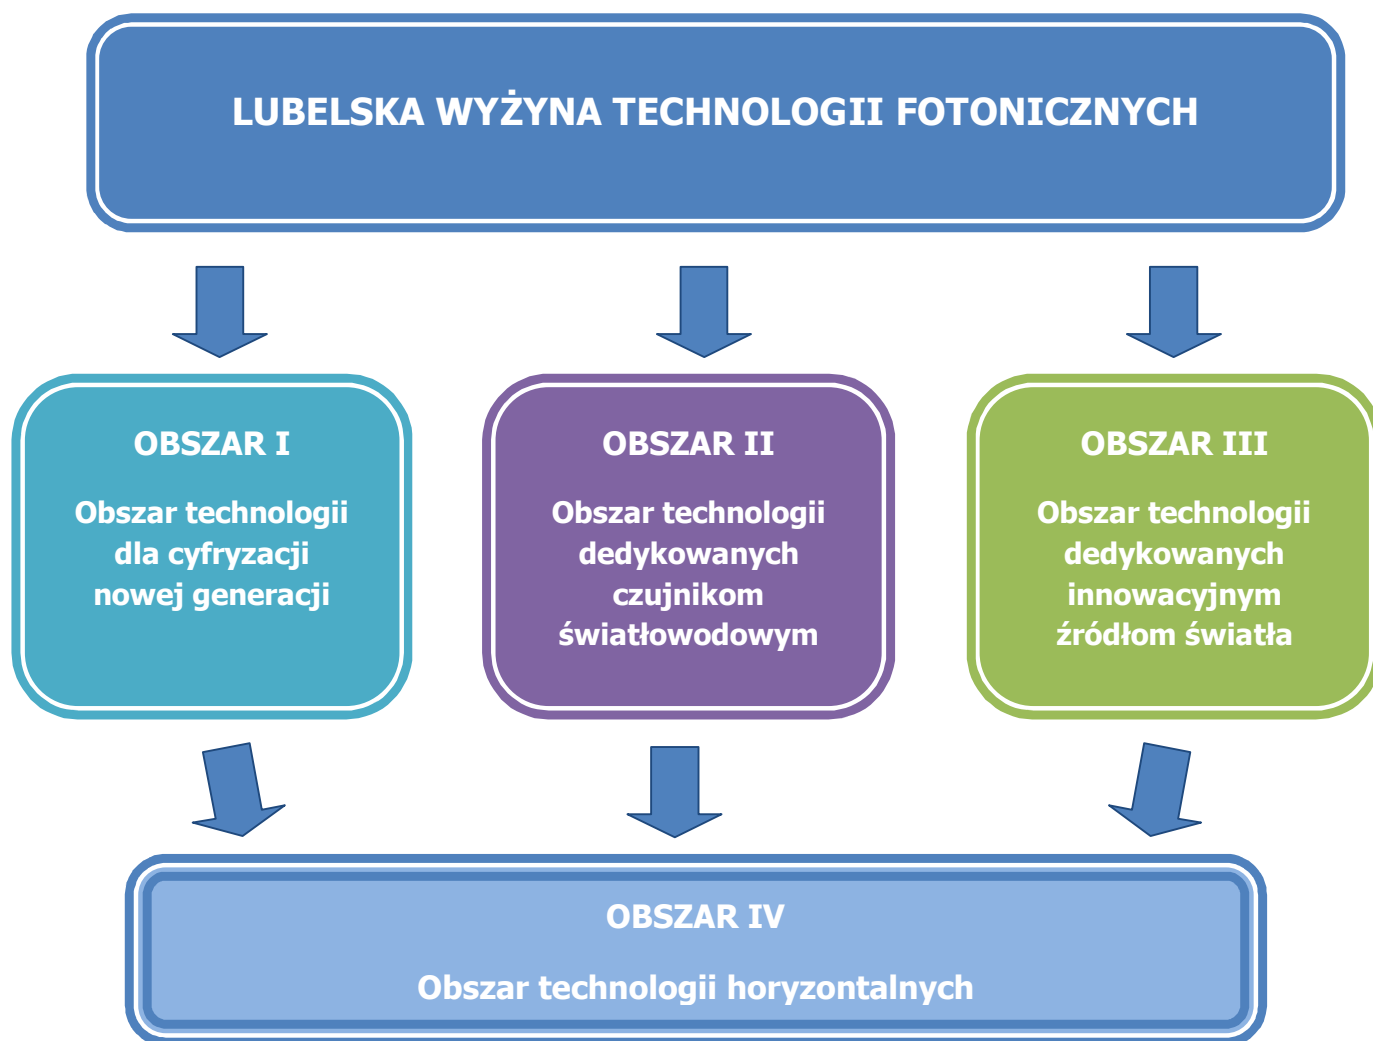 LUBELSKA WYŻYNA TECHNOLOGII FOTONICZNYCH
OBSZAR I
Obszar technologii
dla cyfryzacji
nowej generacji
OBSZAR II
Obszar technologii
dedykowanych
czujnikom
światłowodowym
OBSZAR III
Obszar technologii
dedykowanych
innowacyjnym
źródłom światła
OBSZAR IV
Obszar technologii horyzontalnych